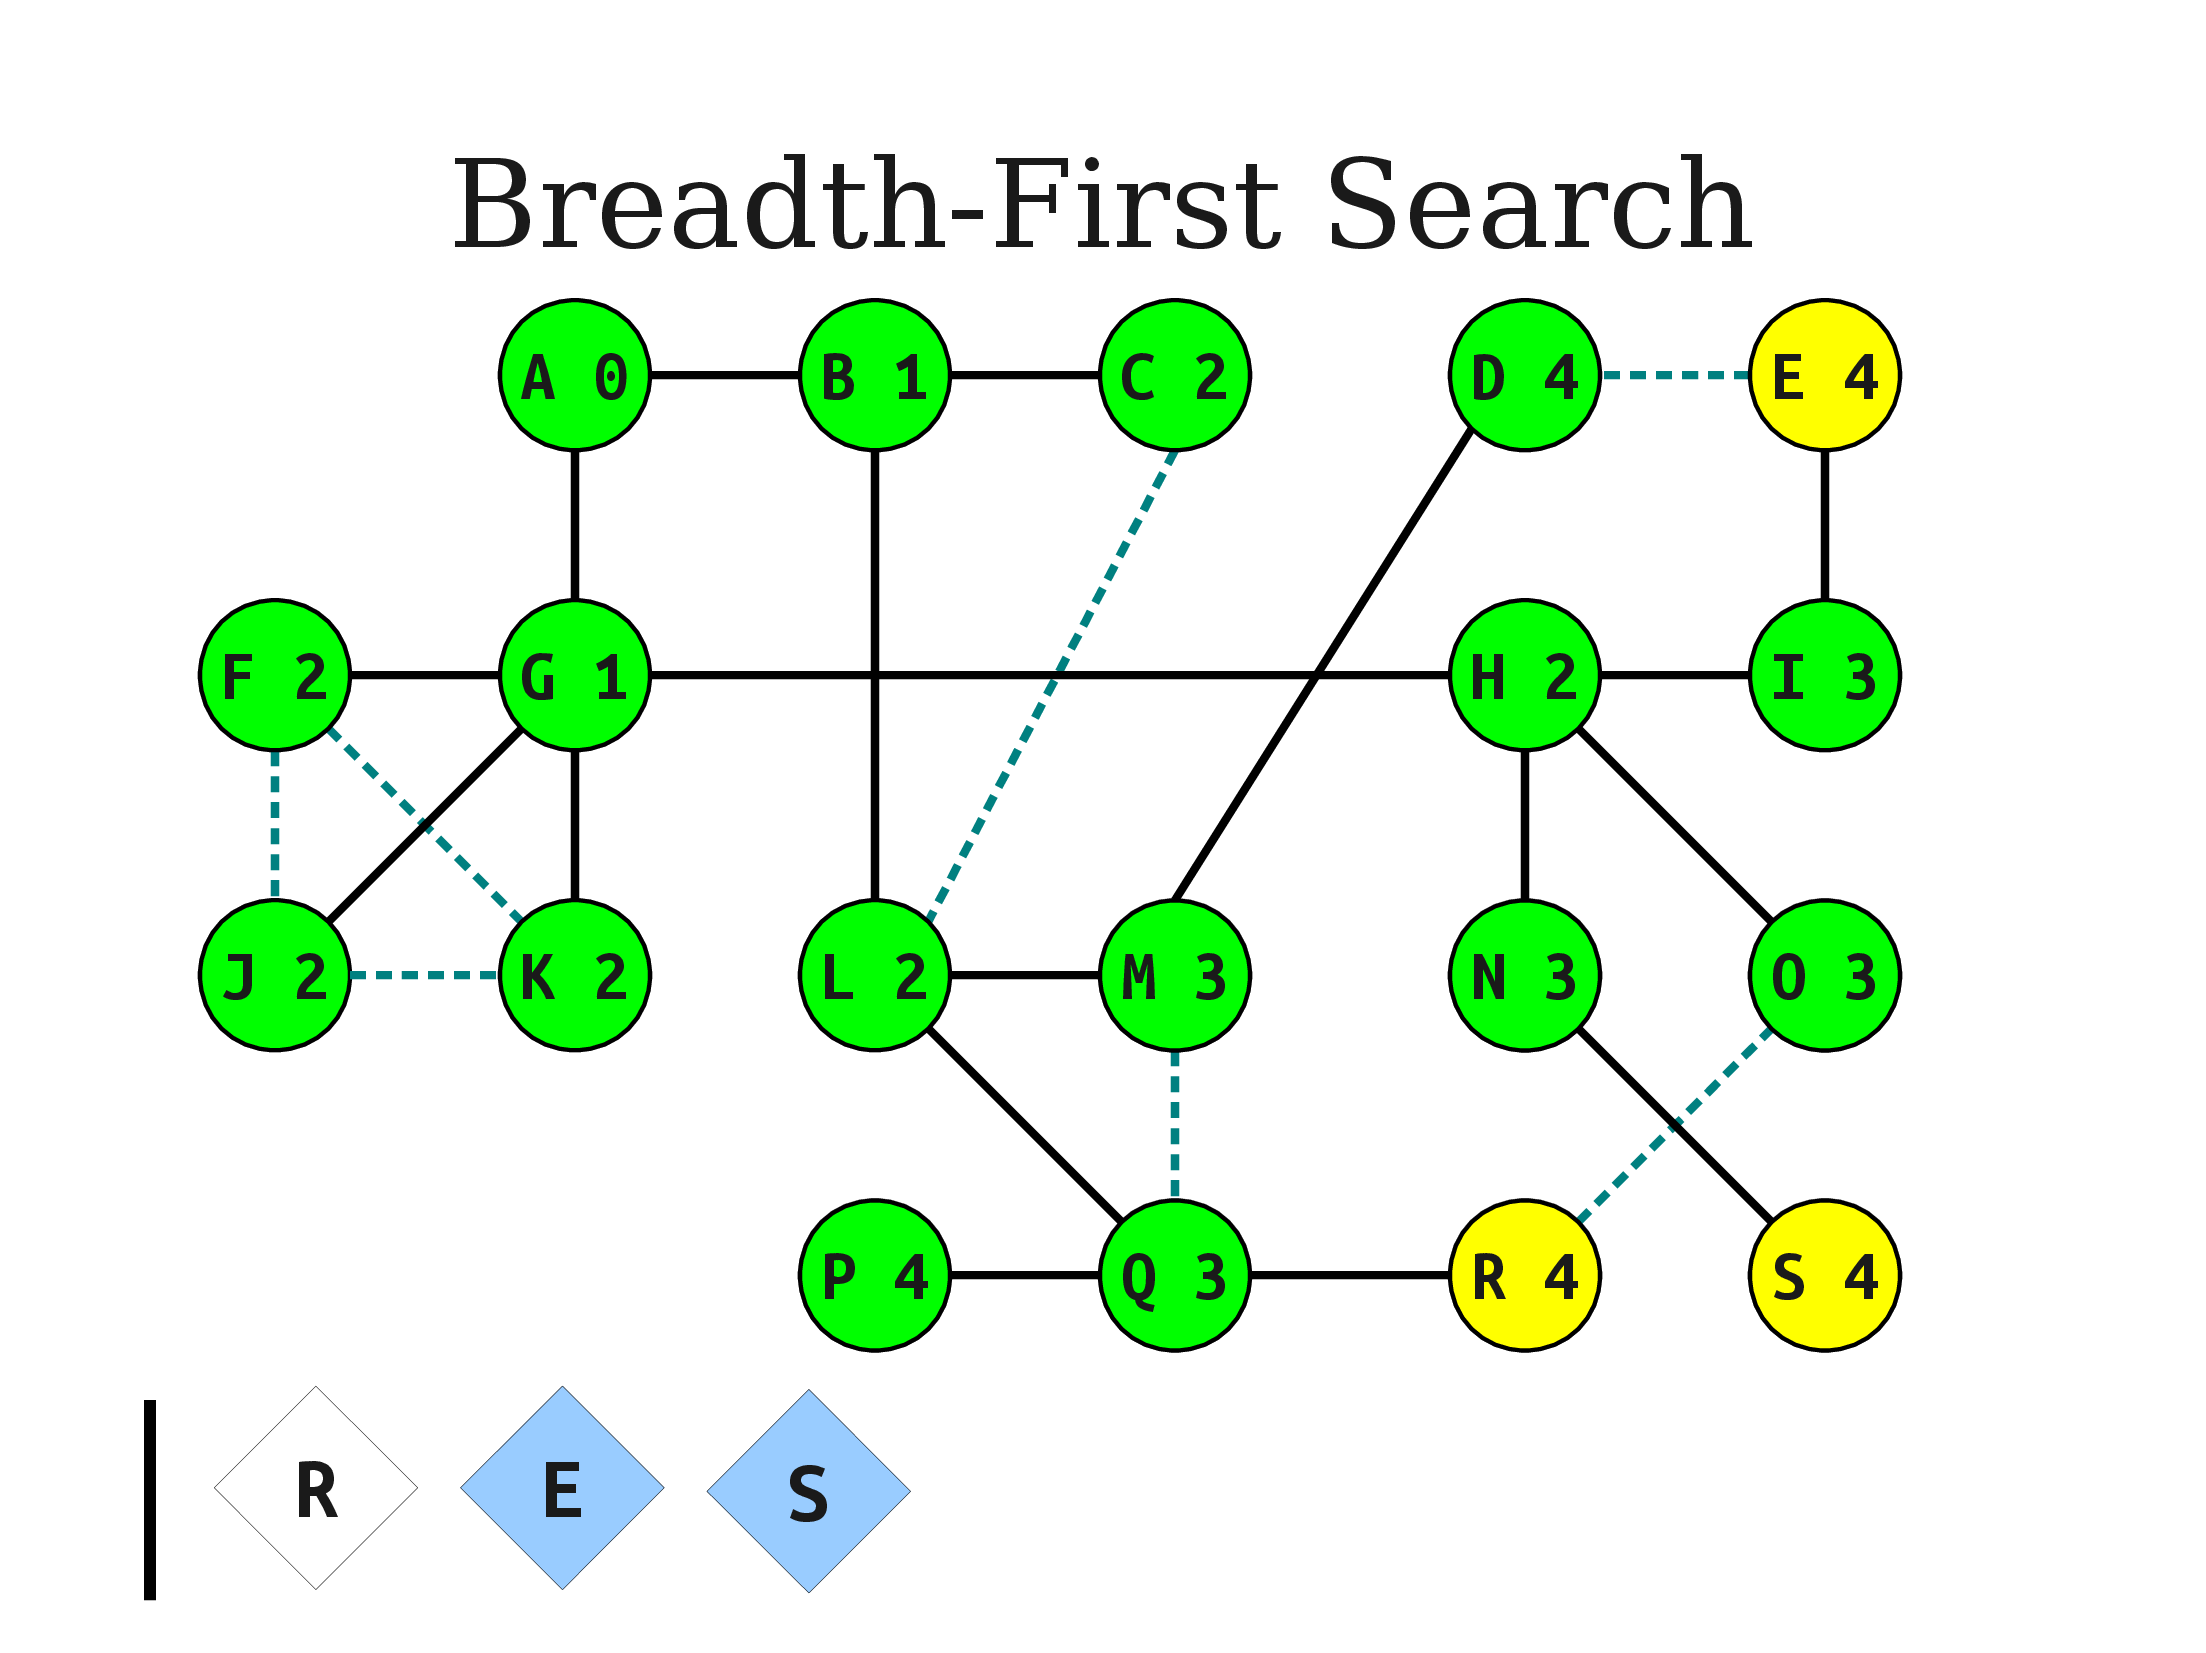 Breadth-First Search
A 0 B 1 C 2 D 4 E 4
F 2 G 1 H 2 I 3
J 2 K 2 L 2 M 3 N 3 O 3
P 4 Q 3 R 4 S 4
R E S